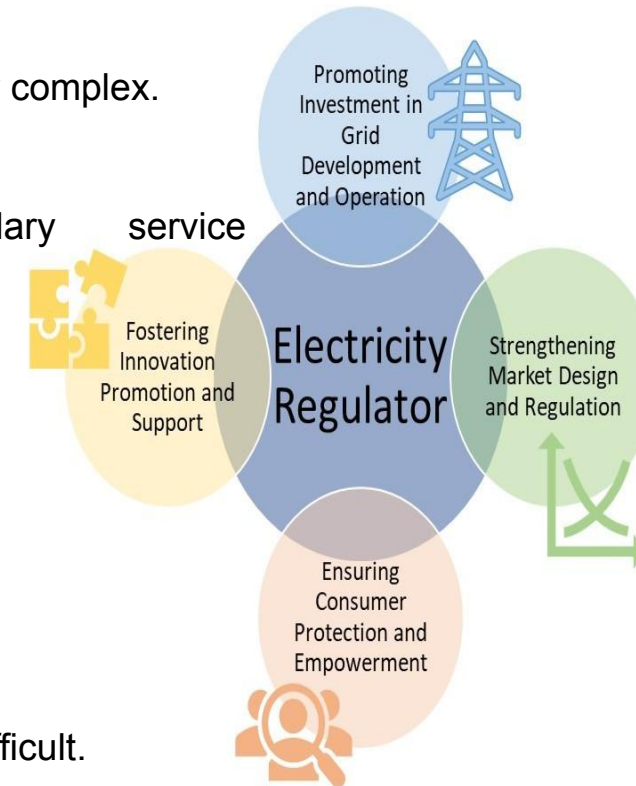 complex.
service
Promoting
Investment in
Grid
Development
and Operation
Fostering
Innovation
Promotion and
Support
Electricity
Regulator
Strengthening
Market Design
and Regulation
Ensuring
Consumer
Protection and
Empowerment